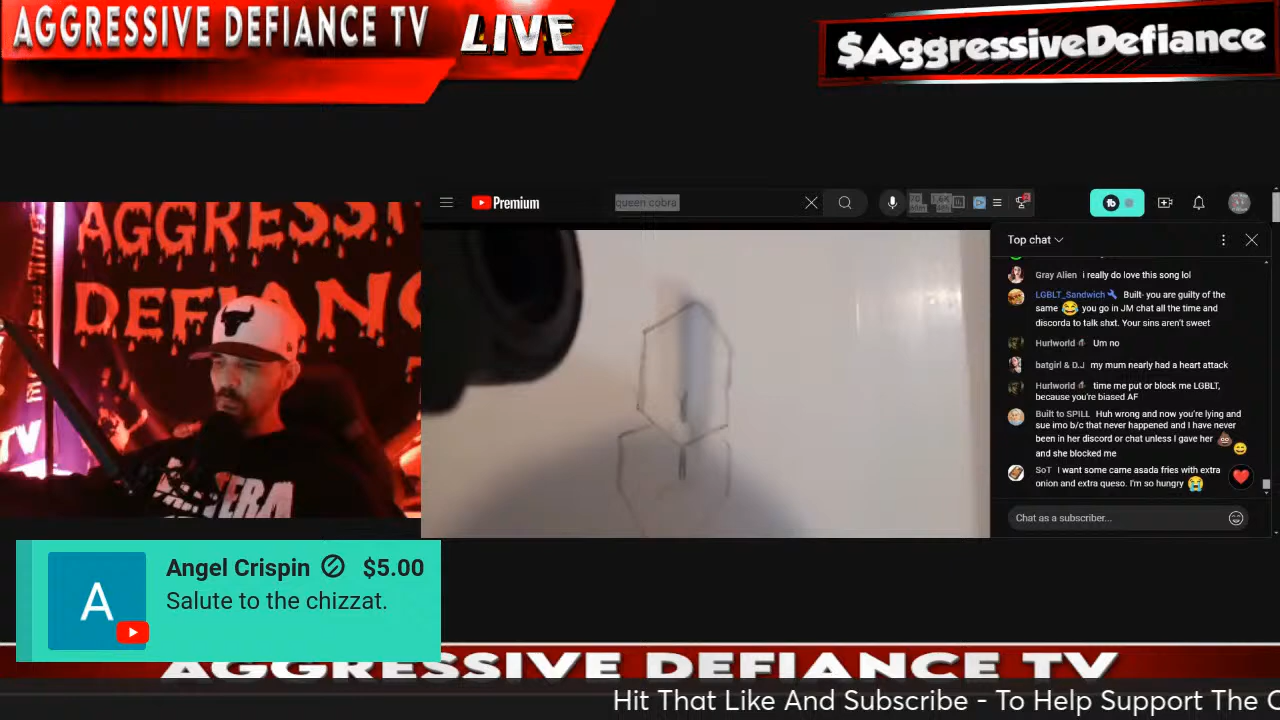 AGGRESSIVE DEFIANCE TV
LIVE
$AggressiveDefiance
Premium
queen cobra
Top chat
Gray Alien i really do love this song lol
LGBLT_Sandwich Built- you are guilty of the
same 😂 you go in JM chat all the time and
discorda to talk shxt. Your sins aren't sweet
Hurlworld Um no
batgirl & D.J my mum nearly had a heart attack
Hurlworld time me put or block me LGBLT,
because you're biased AF
Built to SPILL Huh wrong and now you're lying and
sue imo b/c that never happened and I have never
been in her discord or chat unless I gave her 💩 😄
and she blocked me
SoT I want some carne asada fries with extra
onion and extra queso. I'm so hungry 😭
Chat as a subscriber...
AGGRESSI
DEFIANC
TV
PANTERA
A
Angel Crispin $5.00
Salute to the chizzat.
AGGRESSIVE DEFIANCE TV
Hit That Like And Subscribe - To Help Support The C